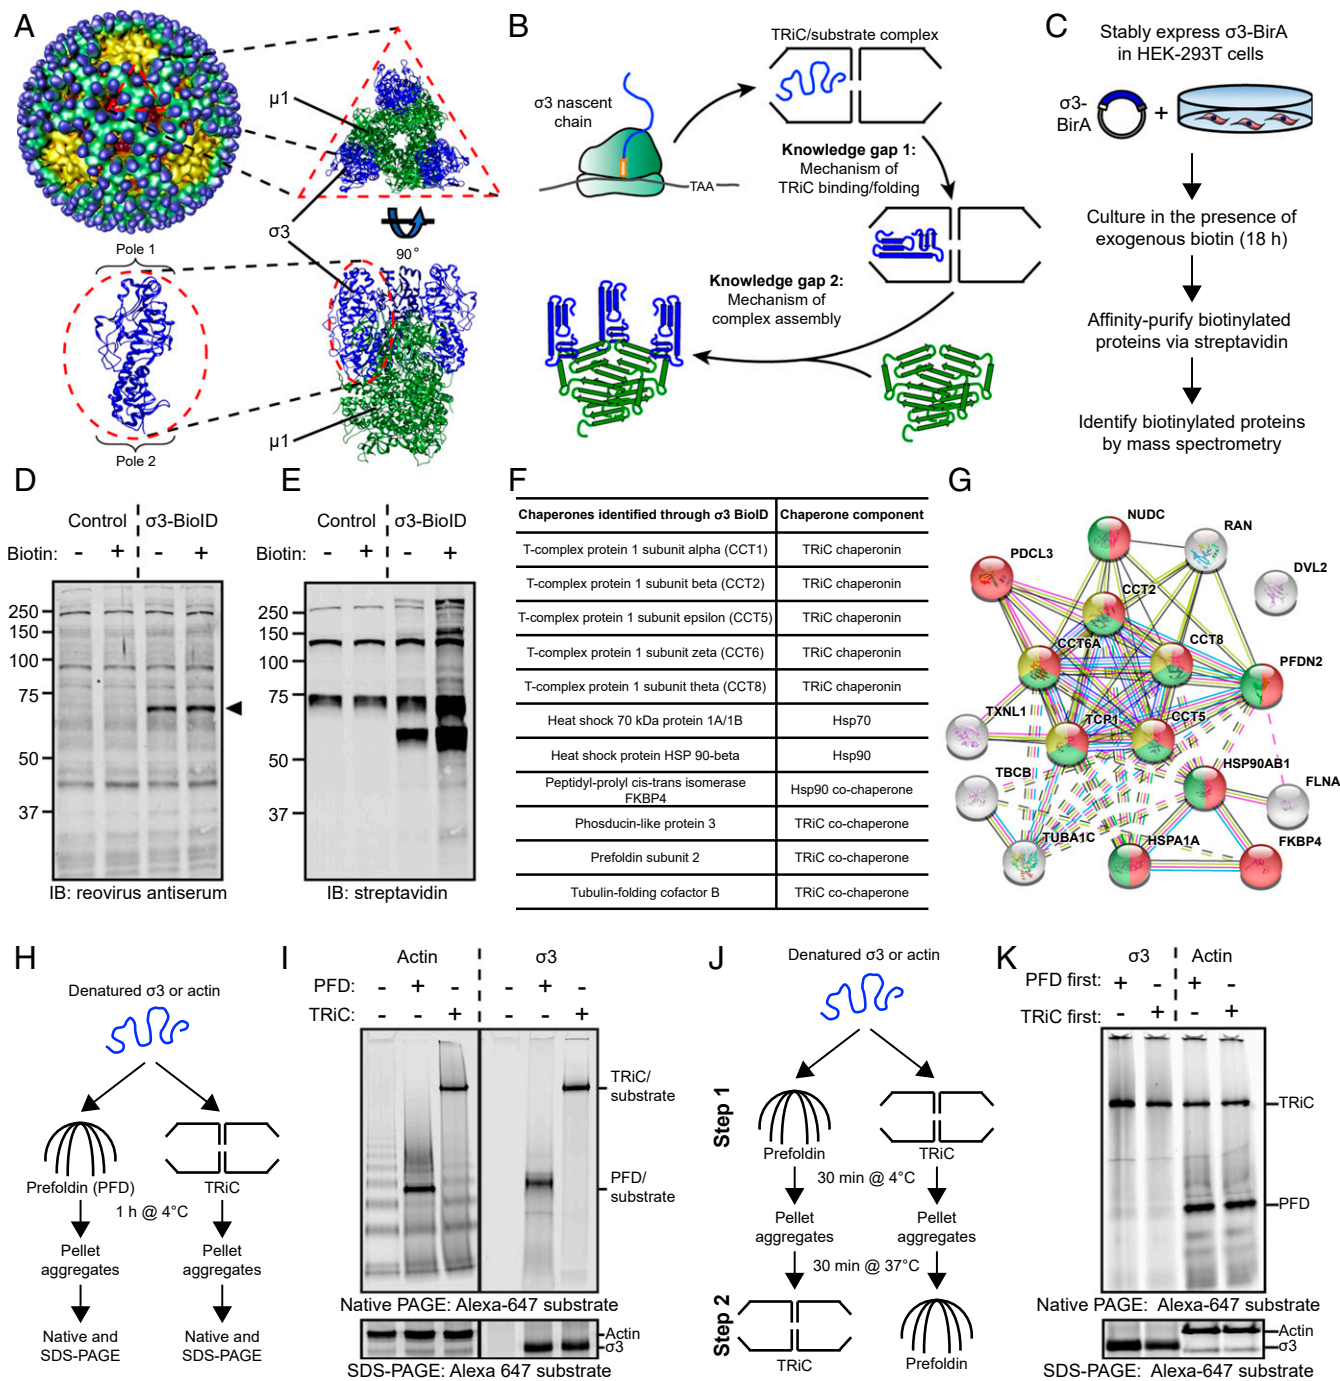 A
μ1
σ3
90°
Pole 1
Pole 2
μ1
B
TRiC/substrate complex
σ3 nascent
chain
TAA
Knowledge gap 1:
Mechanism of
TRiC binding/folding
Knowledge gap 2:
Mechanism of
complex assembly
C
Stably express σ3-BirA
in HEK-293T cells
σ3-
BirA
+
Culture in the presence of
exogenous biotin (18 h)
Affinity-purify biotinylated
proteins via streptavidin
Identify biotinylated proteins
by mass spectrometry
D
Control σ3-BioID
Biotin: - + - +
250
150
100
75
50
37
IB: reovirus antiserum
E
Control σ3-BioID
Biotin: - + - +
250
150
100
75
50
37
IB: streptavidin
F
Chaperones identified through σ3 BioID Chaperone component
T-complex protein 1 subunit alpha (CCT1) TRiC chaperonin
T-complex protein 1 subunit beta (CCT2) TRiC chaperonin
T-complex protein 1 subunit epsilon (CCT5) TRiC chaperonin
T-complex protein 1 subunit zeta (CCT6) TRiC chaperonin
T-complex protein 1 subunit theta (CCT8) TRiC chaperonin
Heat shock 70 kDa protein 1A/1B Hsp70
Heat shock protein HSP 90-beta Hsp90
Peptidyl-prolyl cis-trans isomerase
FKBP4 Hsp90 co-chaperone
Phosducin-like protein 3 TRiC co-chaperone
Prefoldin subunit 2 TRiC co-chaperone
Tubulin-folding cofactor B TRiC co-chaperone
G
NUDC
RAN
PDCL3
DVL2
CCT2
CCT6A
CCT8
PFDN2
TXNL1
TCP1
CCT5
HSP90AB1
TBCB
FLNA
TUBA1C
HSPA1A
FKBP4
H
Denatured σ3 or actin
Prefoldin (PFD) TRiC
1 h @ 4°C
Pellet
aggregates
Pellet
aggregates
Native and
SDS-PAGE
Native and
SDS-PAGE
I
Actin σ3
PFD: - + - - + -
TRiC: - - + - - +
TRiC/
substrate
PFD/
substrate
Native PAGE: Alexa-647 substrate
Actin
σ3
SDS-PAGE: Alexa 647 substrate
J
Denatured σ3 or actin
Step 1
Prefoldin TRiC
30 min @ 4°C
Pellet
aggregates
Pellet
aggregates
30 min @ 37°C
Step 2
TRiC Prefoldin
K
σ3 Actin
PFD first: + - + -
TRiC first: - + - +
TRiC
PFD
Native PAGE: Alexa-647 substrate
Actin
σ3
SDS-PAGE: Alexa-647 substrate